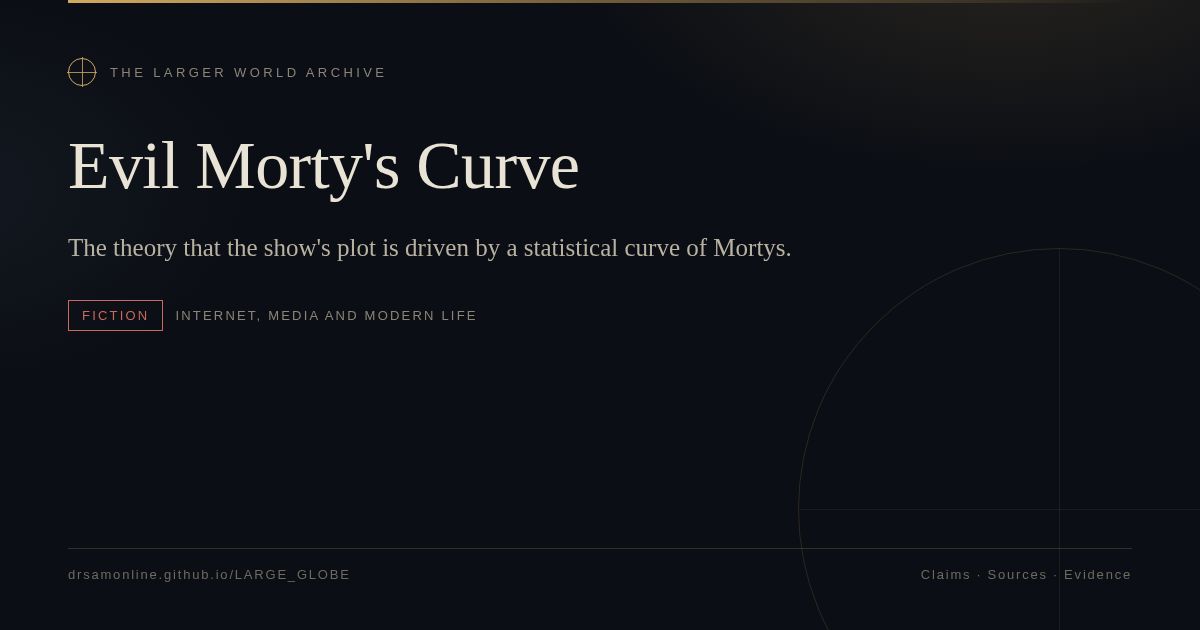 THE LARGER WORLD ARCHIVE
Evil Morty's Curve
The theory that the show's plot is driven by a statistical curve of Mortys.
FICTION INTERNET, MEDIA AND MODERN LIFE
drsamonline.github.io/LARGE_GLOBE Claims · Sources · Evidence